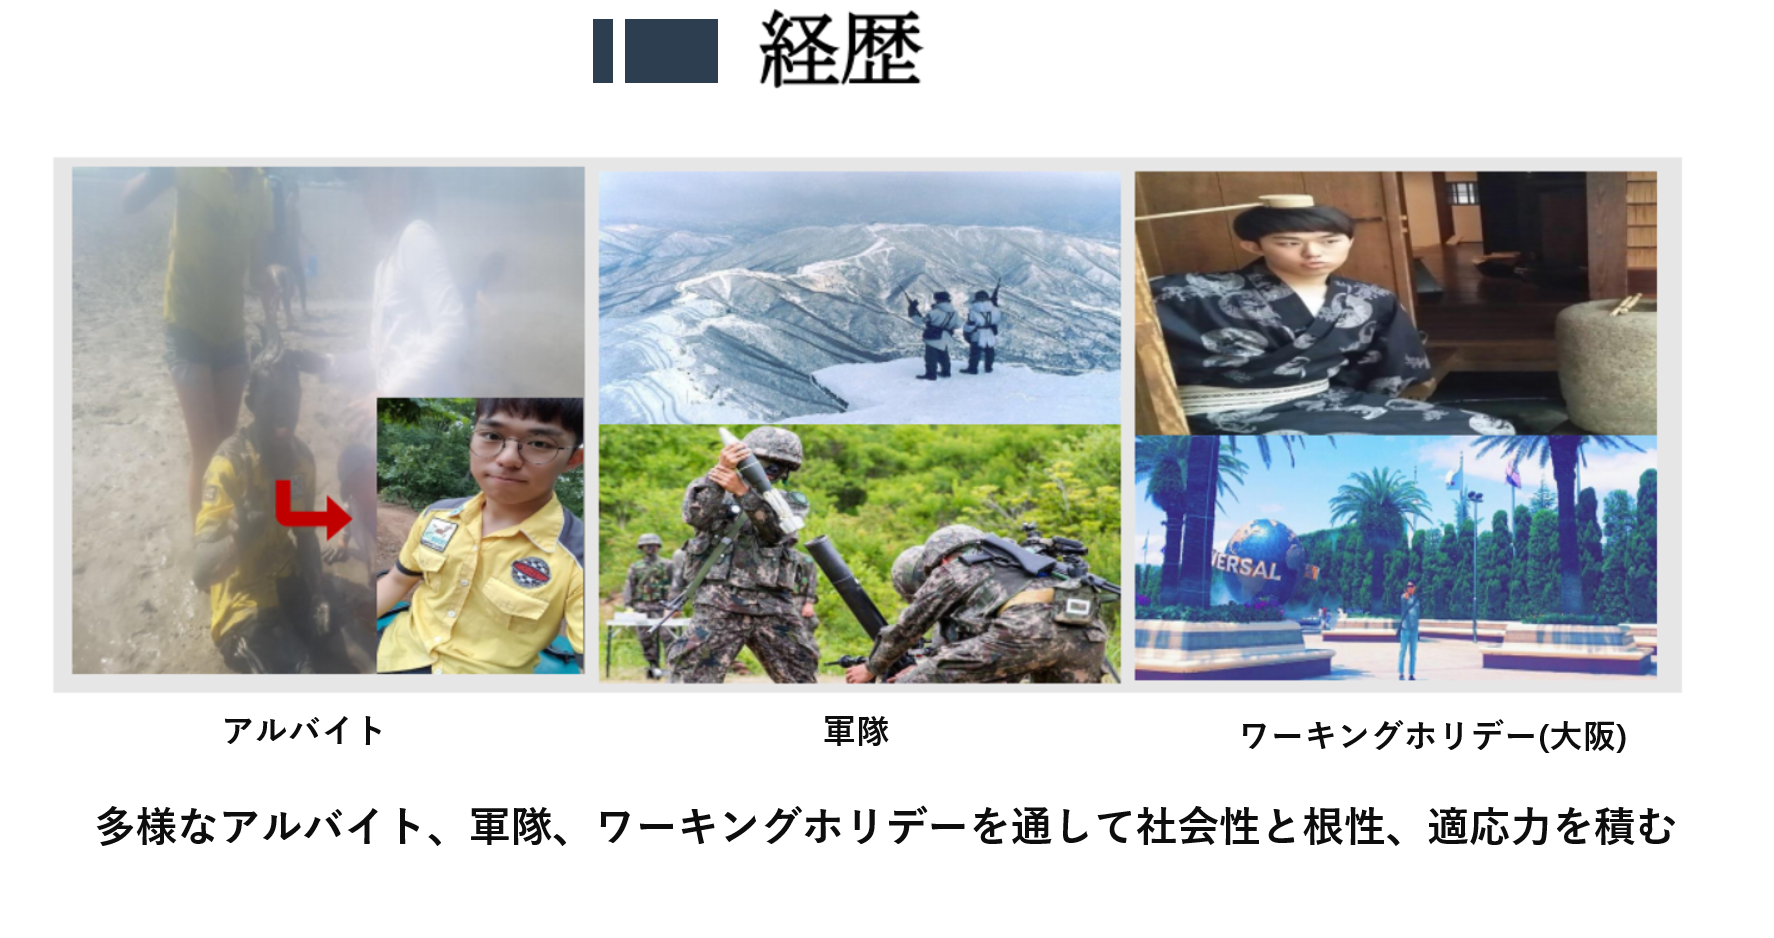 経歴
VERSAL
アルバイト
軍隊
ワーキングホリデー(大阪)
多様なアルバイト、軍隊、ワーキングホリデーを通して社会性と根性、適応力を積む